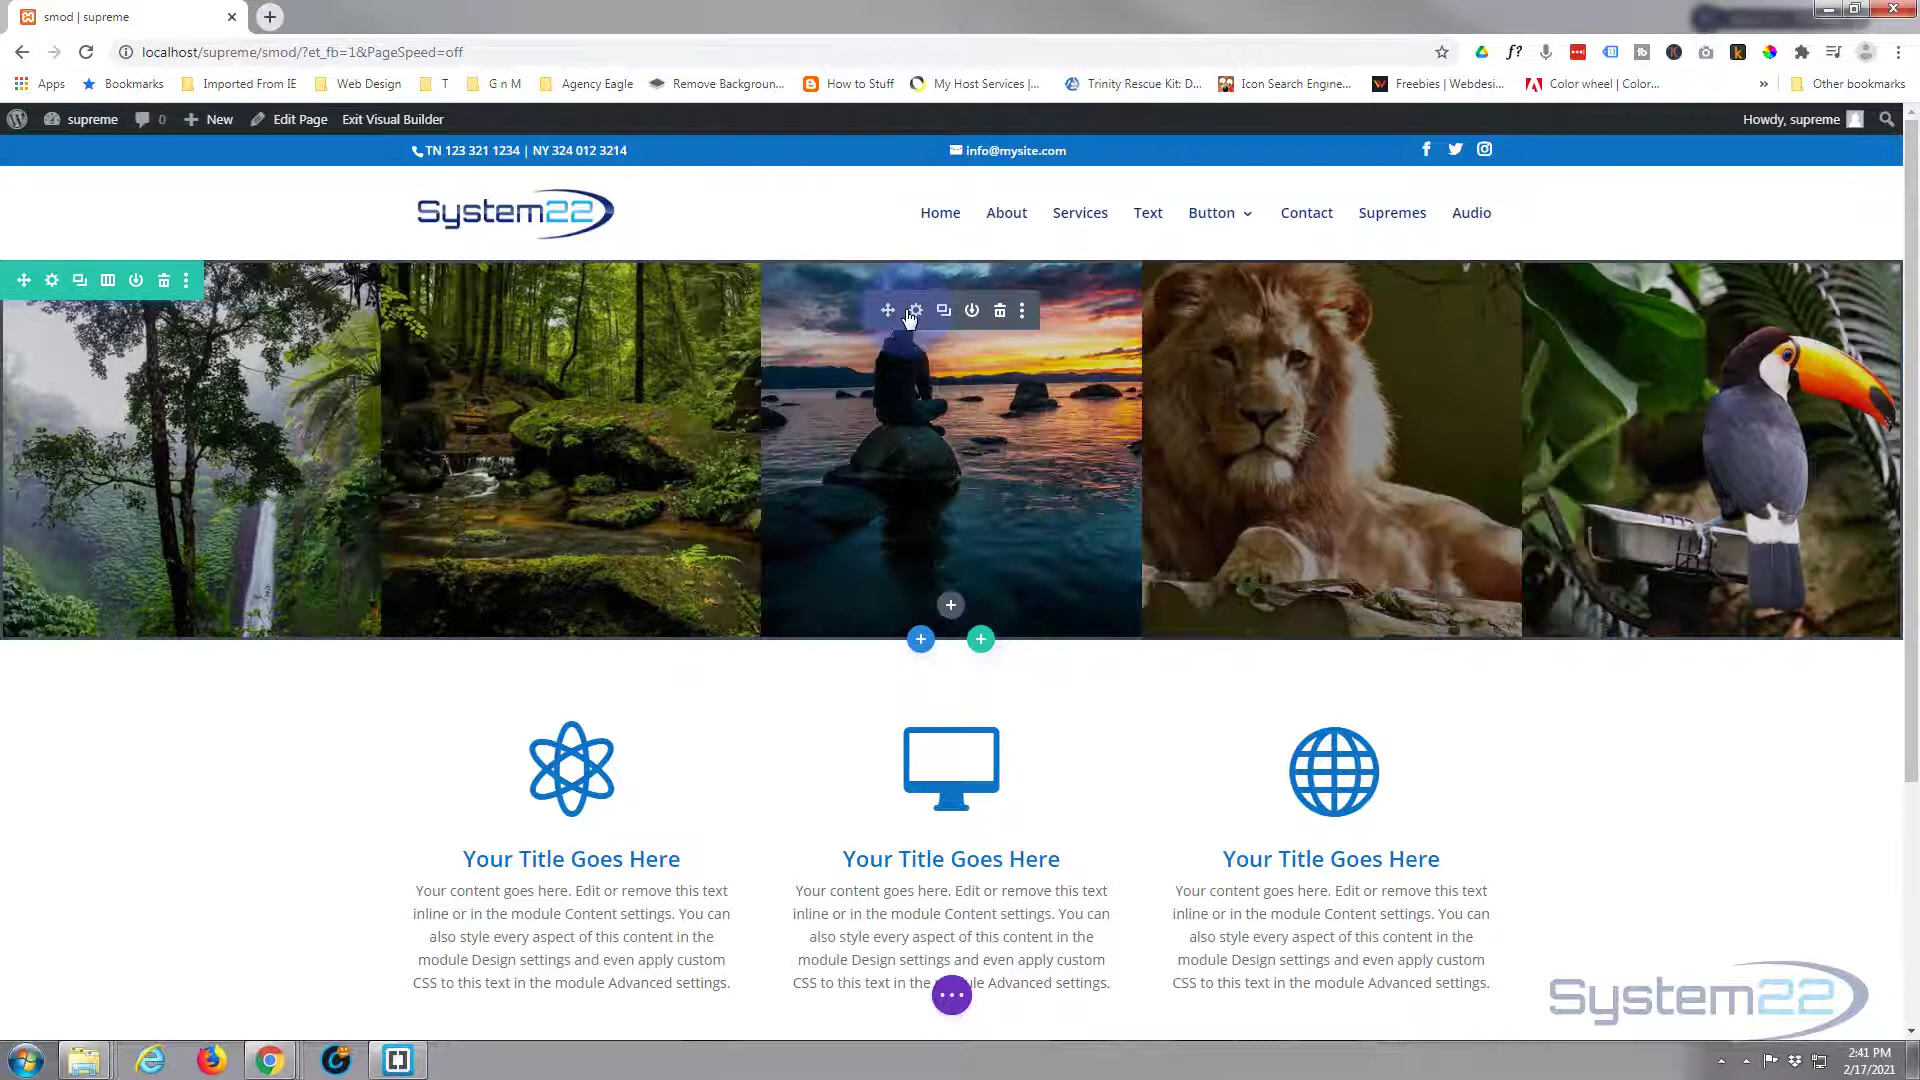 smod | supreme
localhost/supreme/smod/?et_fb=1&PageSpeed=off
Apps Bookmarks Imported From IE Web Design T G n M Agency Eagle Remove Backgroun... How to Stuff My Host Services |... Trinity Rescue Kit: D... Icon Search Engine... Freebies | Webdesi... Color wheel | Color... » Other bookmarks
supreme 0 New Edit Page Exit Visual Builder Howdy, supreme
TN 123 321 1234 | NY 324 012 3214 info@mysite.com
System22 Home About Services Text Button Contact Supremes Audio
Your Title Goes Here
Your content goes here. Edit or remove this text
inline or in the module Content settings. You can
also style every aspect of this content in the
module Design settings and even apply custom
CSS to this text in the module Advanced settings.
Your Title Goes Here
Your content goes here. Edit or remove this text
inline or in the module Content settings. You can
also style every aspect of this content in the
module Design settings and even apply custom
CSS to this text in the ule Advanced settings.
Your Title Goes Here
Your content goes here. Edit or remove this text
inline or in the module Content settings. You can
also style every aspect of this content in the
module Design settings and even apply custom
CSS to this text in the module Advanced settings.
System22
2:41 PM
2/17/2021